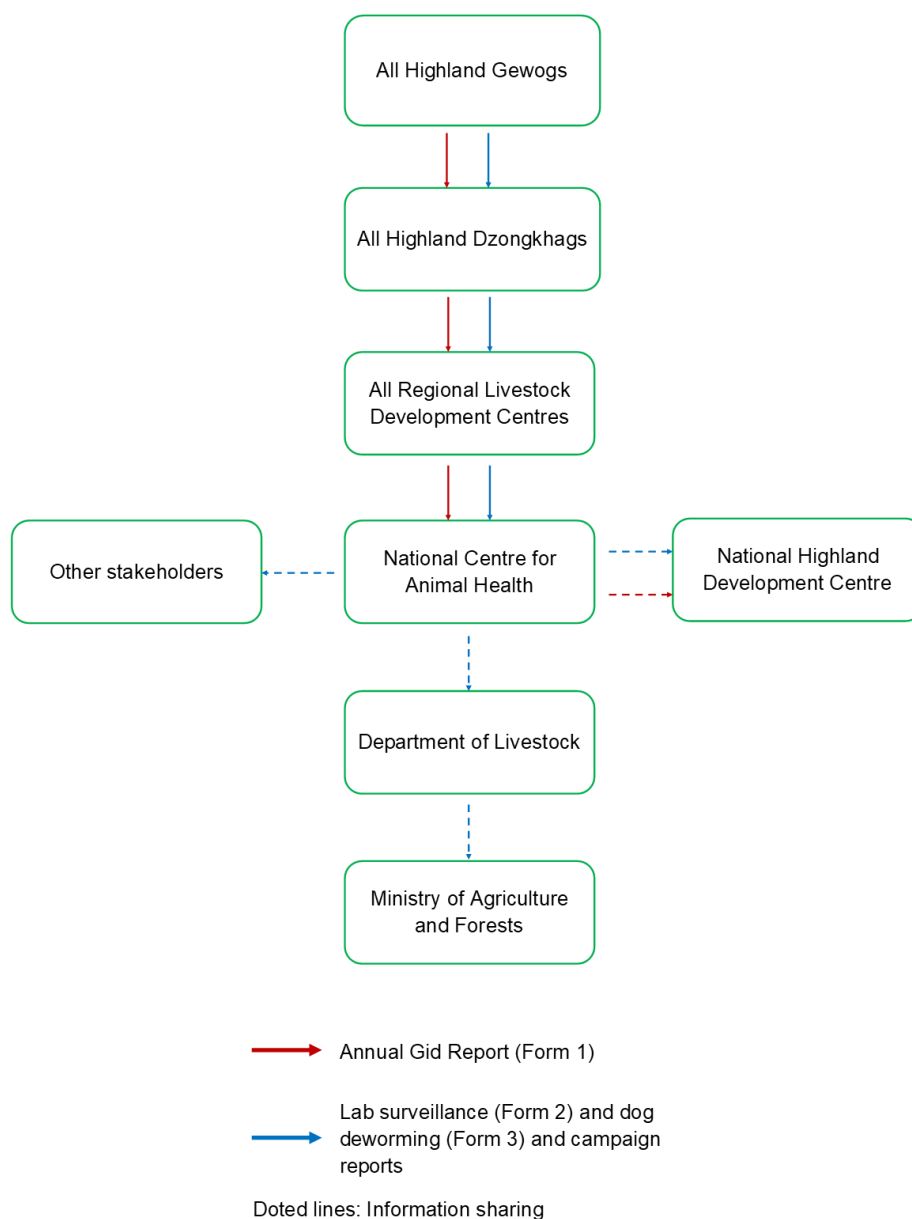 All Highland Gewogs
All Highland Dzongkhags
All Regional Livestock
Development Centres
Other stakeholders
National Centre for
Animal Health
National Highland
Development Centre
Department of Livestock
Ministry of Agriculture
and Forests
Annual Gid Report (Form 1)
Lab surveillance (Form 2) and dog
deworming (Form 3) and campaign
reports
Doted lines: Information sharing